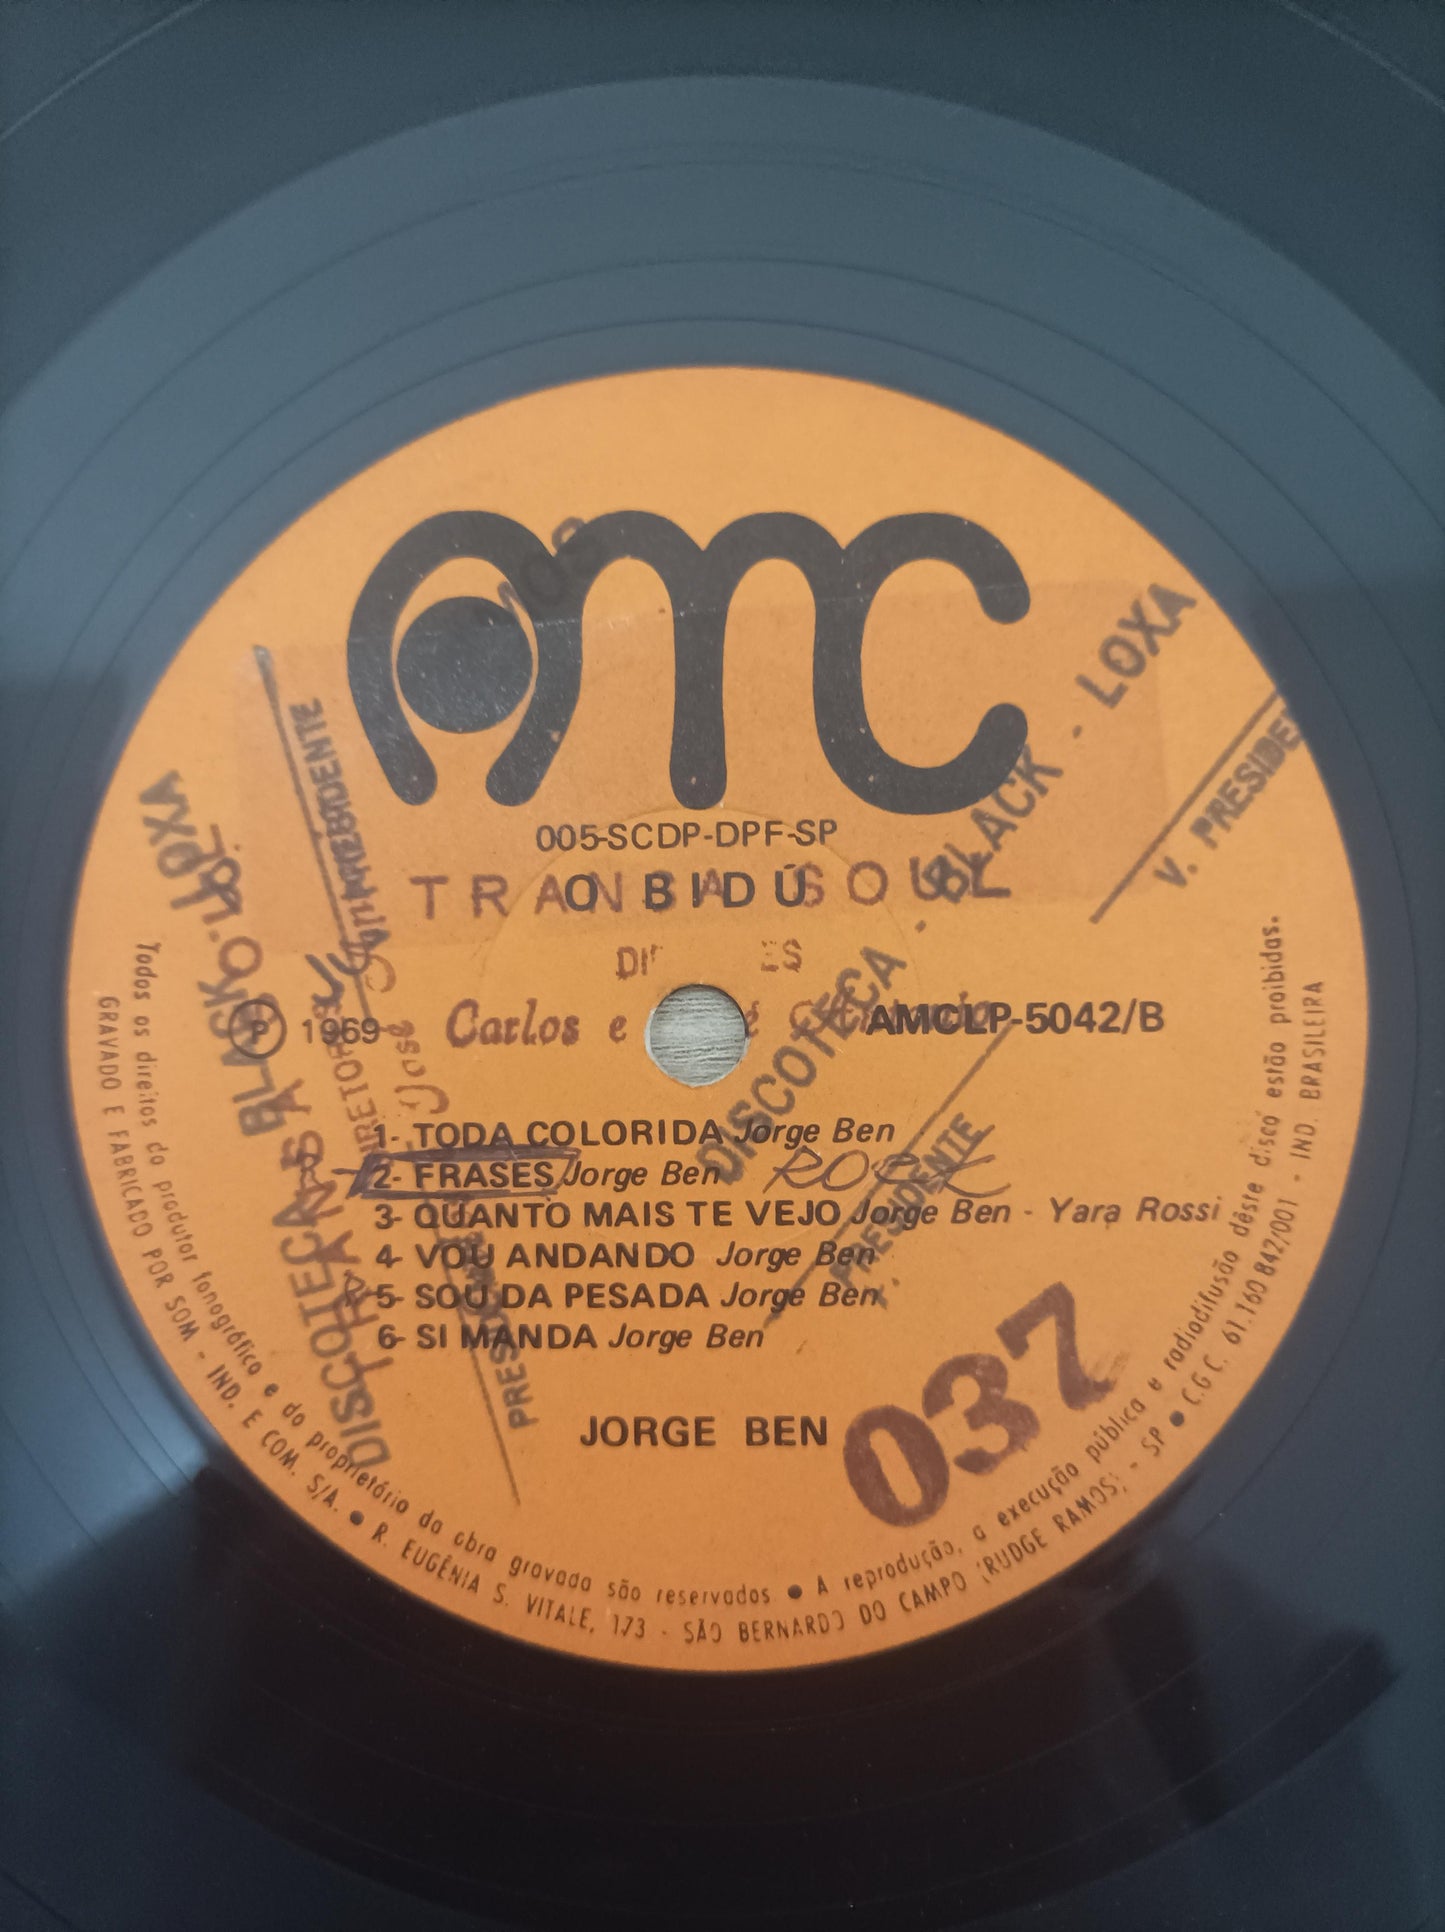 AMC
005-SCDP-DPF-SP
O BIDÚ
TRANSA SOUL
Carlos e
Ⓟ 1969
AMCLP-5042/B
1- TODA COLORIDA Jorge Ben
2- FRASES Jorge Ben ROCK
3- QUANTO MAIS TE VEJO Jorge Ben - Yara Rossi
4- VOU ANDANDO Jorge Ben
5- SOU DA PESADA Jorge Ben
6- SI MANDA Jorge Ben
JORGE BEN
037
DISCOTECA - BLACK - LOXA
PRESIDENTE
V. PRESIDE
DISCOTECA BLACK - LOXA
Todos os direitos do produtor fonográfico e do proprietário da obra gravada são reservados ● A reprodução, a execução pública e radiodifusão dêste disco estão proibidas.
GRAVADO E FABRICADO POR SOM - IND. E COM. S/A. ● R. EUGÊNIA S. VITALE, 173 - SÃO BERNARDO DO CAMPO (RUDGE RAMOS) - SP ● C.G.C. 61.160 842/001 - IND. BRASILEIRA